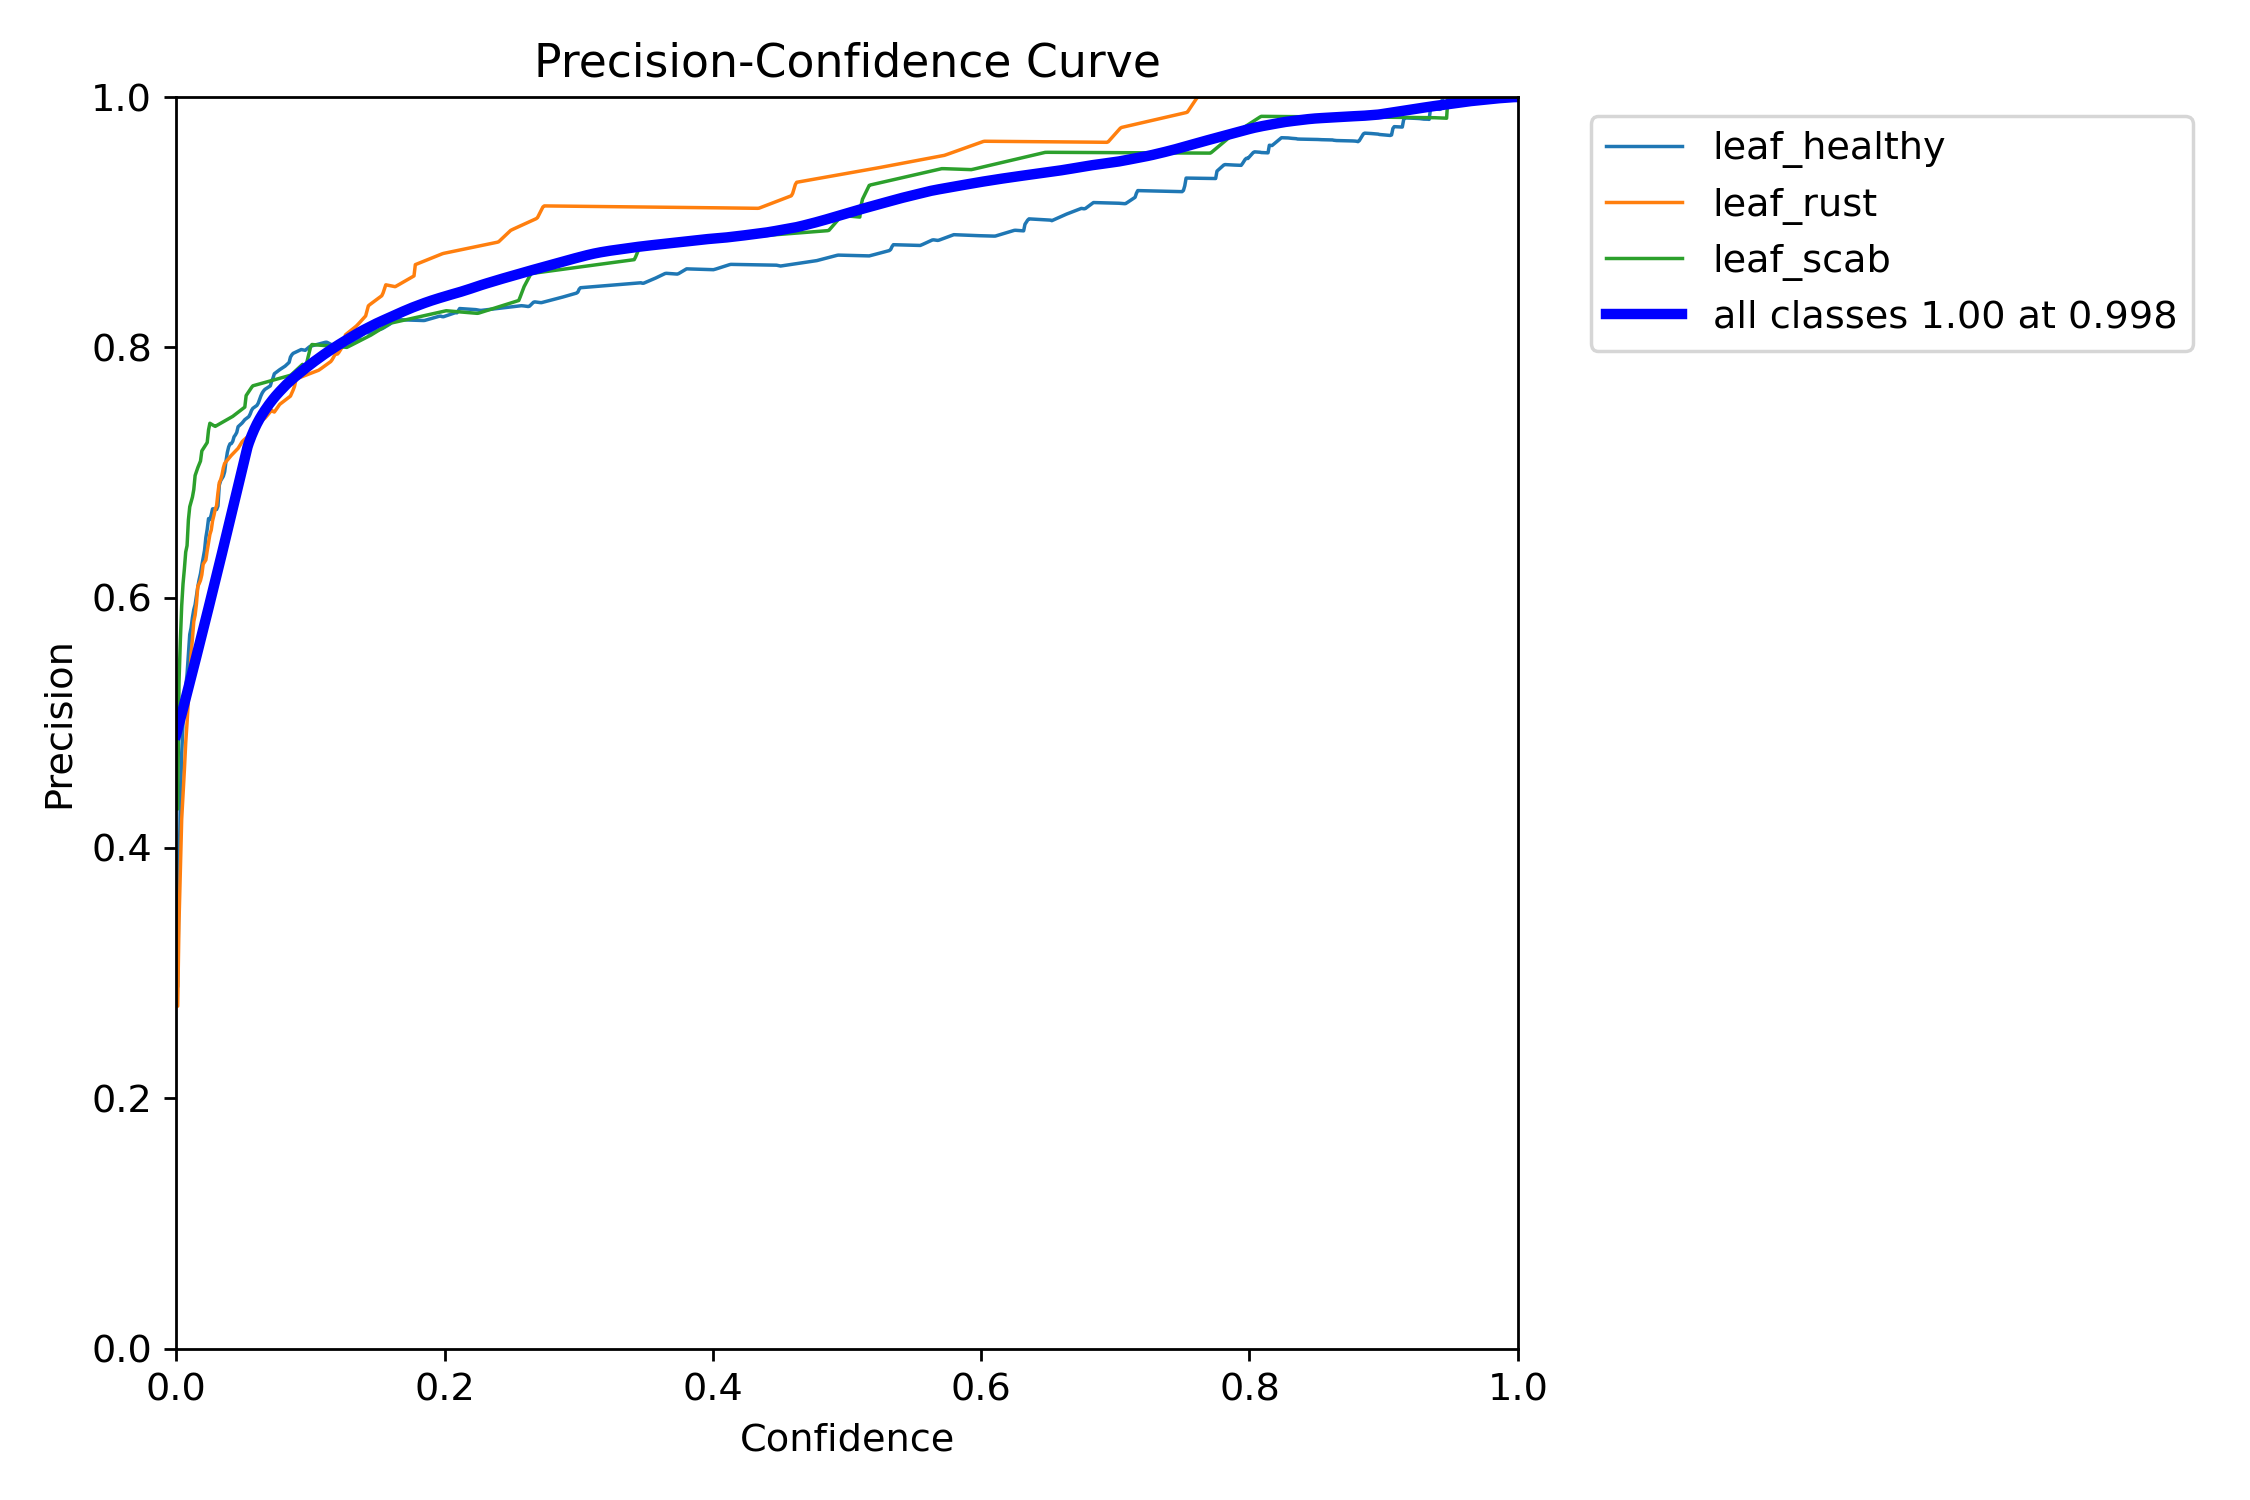 Precision-Confidence Curve
1.0
0.8
0.6
0.4
0.2
0.0
Precision
0.0 0.2 0.4 0.6 0.8 1.0
Confidence
leaf_healthy
leaf_rust
leaf_scab
all classes 1.00 at 0.998